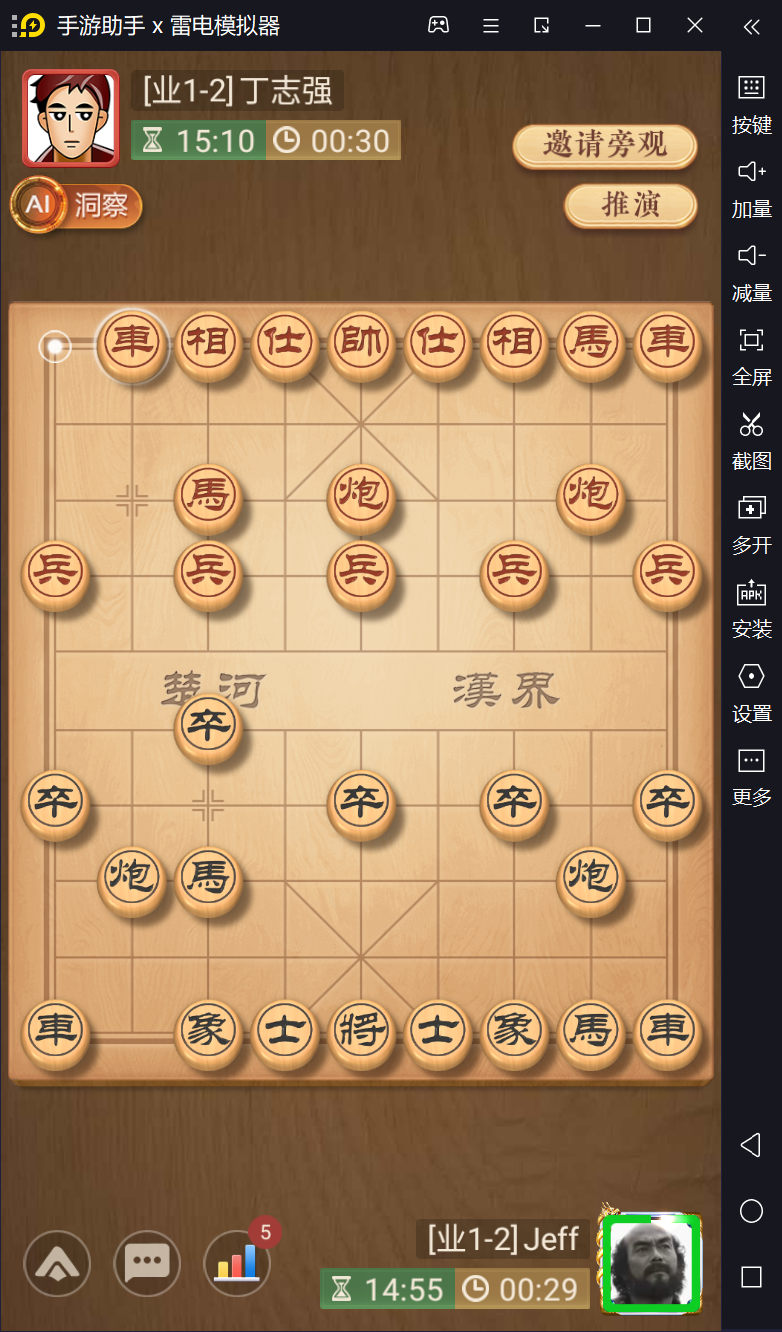 手游助手 x 雷电模拟器
[业1-2]丁志强
15:10 00:30
邀请旁观
AI 洞察
推演
按键
加量
减量
全屏
截图
多开
APK
安装
设置
更多
車 相 仕 帥 仕 相 馬 車
馬 炮 炮
兵 兵 兵 兵 兵
楚河 漢界
卒
卒 卒 卒 卒
炮 馬 炮
車 象 士 將 士 象 馬 車
5
[业1-2]Jeff
14:55 00:29